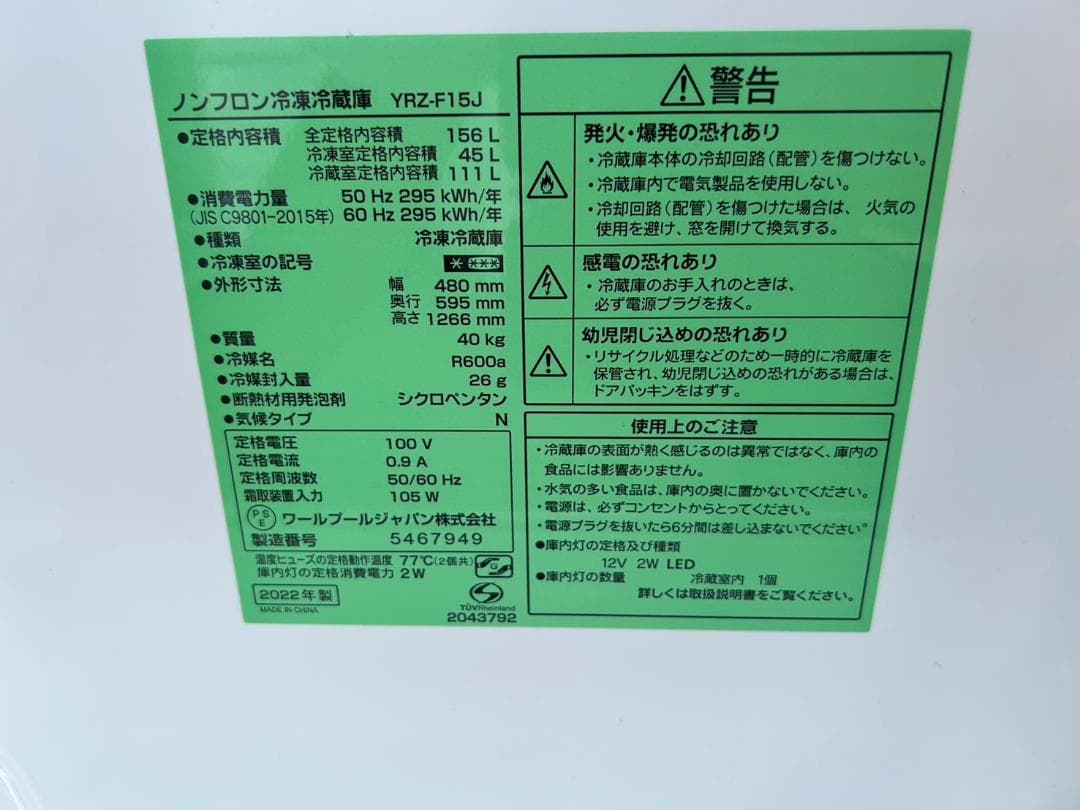 ノンフロン冷凍冷蔵庫 YRZ-F15J
●定格内容積 全定格内容積 156 L
冷凍室定格内容積 45 L
冷蔵室定格内容積 111 L
●消費電力量 50 Hz 295 kWh/年
(JIS C9801-2015年) 60 Hz 295 kWh/年
●種類 冷凍冷蔵庫
●冷凍室の記号 * ***
●外形寸法 幅 480 mm
奥行 595 mm
高さ 1266 mm
●質量 40 kg
●冷媒名 R600a
●冷媒封入量 26 g
●断熱材用発泡剤 シクロペンタン
●気候タイプ N
定格電圧 100 V
定格電流 0.9 A
定格周波数 50/60 Hz
霜取装置入力 105 W
PSE ワールプールジャパン株式会社
製造番号 5467949
温度ヒューズの定格動作温度 77℃(2個共)
庫内灯の定格消費電力 2W
G
2022年製
MADE IN CHINA
TÜVRheinland
2043792
⚠警告
発火・爆発の恐れあり
・冷蔵庫本体の冷却回路(配管)を傷つけない。
・冷蔵庫内で電気製品を使用しない。
・冷却回路(配管)を傷つけた場合は、火気の
使用を避け、窓を開けて換気する。
感電の恐れあり
・冷蔵庫のお手入れのときは、
必ず電源プラグを抜く。
幼児閉じ込めの恐れあり
・リサイクル処理などのため一時的に冷蔵庫を
保管され、幼児閉じ込めの恐れがある場合は、
ドアパッキンをはずす。
使用上のご注意
・冷蔵庫の表面が熱く感じるのは異常ではなく、庫内の
食品には影響ありません。
・水気の多い食品は、庫内の奥に置かないでください。
・電源は、必ずコンセントからとってください。
・電源プラグを抜いたら6分間は差し込まないでください。
●庫内灯の定格及び種類
12V 2W LED
●庫内灯の数量 冷蔵室内 1個
詳しくは取扱説明書をご覧ください。